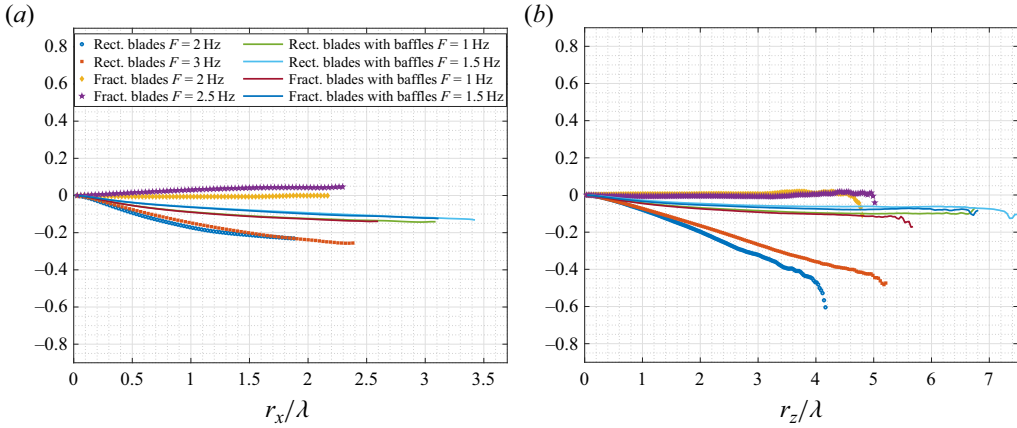 (a)
(b)
Rect. blades F = 2 Hz
Rect. blades F = 3 Hz
Fract. blades F = 2 Hz
Fract. blades F = 2.5 Hz
Rect. blades with baffles F = 1 Hz
Rect. blades with baffles F = 1.5 Hz
Fract. blades with baffles F = 1 Hz
Fract. blades with baffles F = 1.5 Hz
0.8
0.6
0.4
0.2
0
–0.2
–0.4
–0.6
–0.8
0 0.5 1 1.5 2 2.5 3 3.5
r_x/λ
0.8
0.6
0.4
0.2
0
–0.2
–0.4
–0.6
–0.8
0 1 2 3 4 5 6 7
r_z/λ